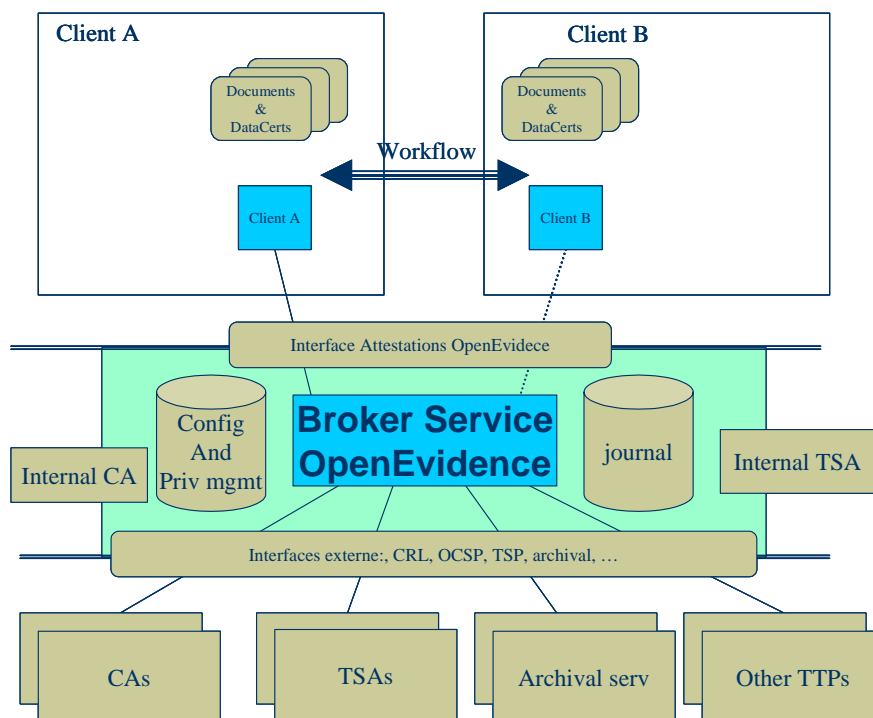 Client A
Client B
Documents
&
DataCerts
Documents
&
DataCerts
Workflow
Client A
Client B
Interface Attestations OpenEvidece
Config
And
Priv mgmt
Broker Service
OpenEvidence
journal
Internal CA
Internal TSA
Interfaces externe:, CRL, OCSP, TSP, archival, …
CAs
TSAs
Archival serv
Other TTPs